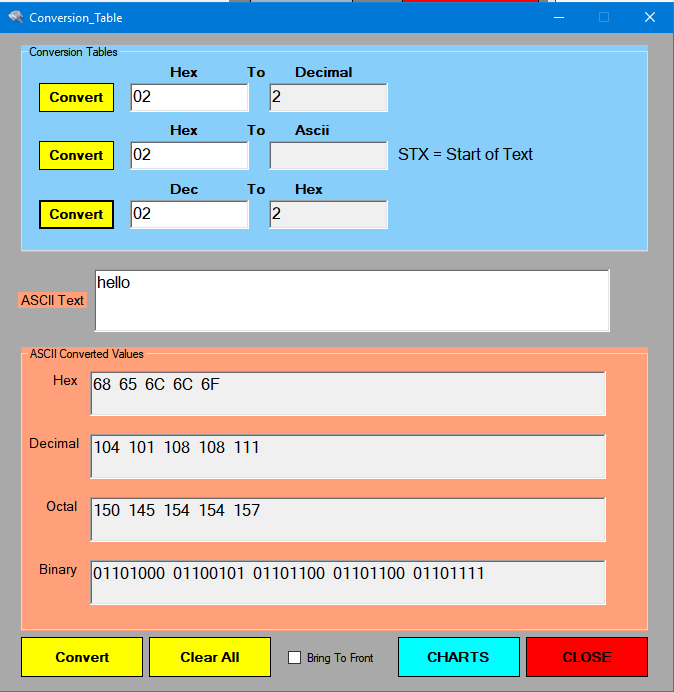 Conversion_Table
Conversion Tables
Hex To Decimal
Convert 02 2
Hex To Ascii
Convert 02 STX = Start of Text
Dec To Hex
Convert 02 2
ASCII Text hello
ASCII Converted Values
Hex 68 65 6C 6C 6F
Decimal 104 101 108 108 111
Octal 150 145 154 154 157
Binary 01101000 01100101 01101100 01101100 01101111
Convert Clear All Bring To Front CHARTS CLOSE